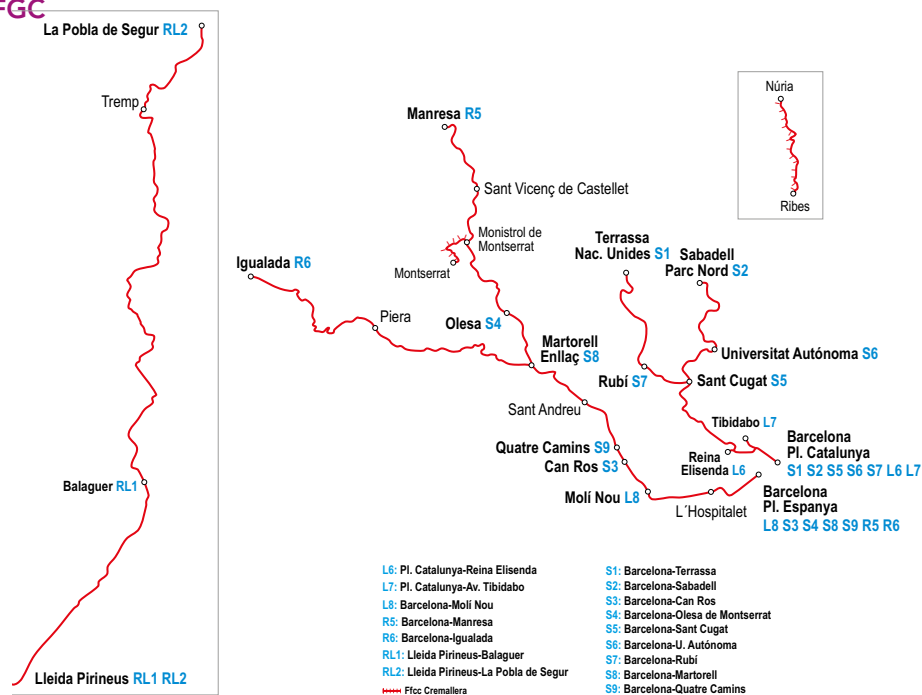 FGC
La Pobla de Segur RL2
Tremp
Balaguer RL1
Lleida Pirineus RL1 RL2
Manresa R5
Sant Vicenç de Castellet
Monistrol de
Montserrat
Montserrat
Igualada R6
Piera
Olesa S4
Martorell
Enllaç S8
Sant Andreu
Quatre Camins S9
Can Ros S3
Molí Nou L8
L´Hospitalet
Terrassa
Nac. Unides S1
Sabadell
Parc Nord S2
Universitat Autónoma S6
Rubí S7
Sant Cugat S5
Tibidabo L7
Reina
Elisenda L6
Barcelona
Pl. Catalunya
S1 S2 S5 S6 S7 L6 L7
Barcelona
Pl. Espanya
L8 S3 S4 S8 S9 R5 R6
Núria
Ribes
L6: Pl. Catalunya-Reina Elisenda
L7: Pl. Catalunya-Av. Tibidabo
L8: Barcelona-Molí Nou
R5: Barcelona-Manresa
R6: Barcelona-Igualada
RL1: Lleida Pirineus-Balaguer
RL2: Lleida Pirineus-La Pobla de Segur
Ffcc Cremallera
S1: Barcelona-Terrassa
S2: Barcelona-Sabadell
S3: Barcelona-Can Ros
S4: Barcelona-Olesa de Montserrat
S5: Barcelona-Sant Cugat
S6: Barcelona-U. Autónoma
S7: Barcelona-Rubí
S8: Barcelona-Martorell
S9: Barcelona-Quatre Camins